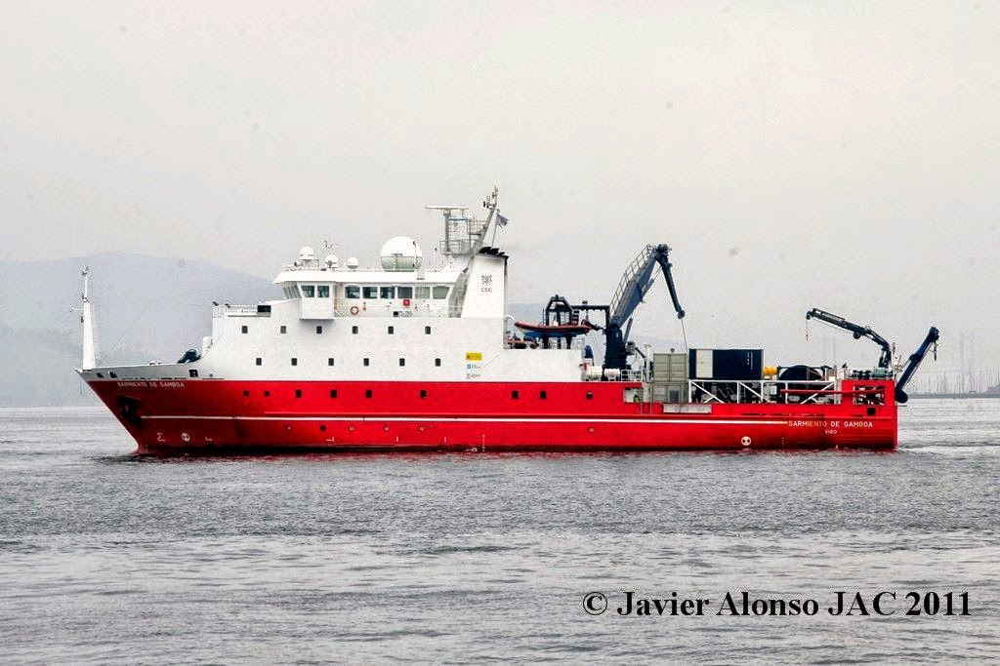 CSIC
SARMIENTO DE GAMBOA
SARMIENTO DE GAMBOA
VIGO
© Javier Alonso JAC 2011